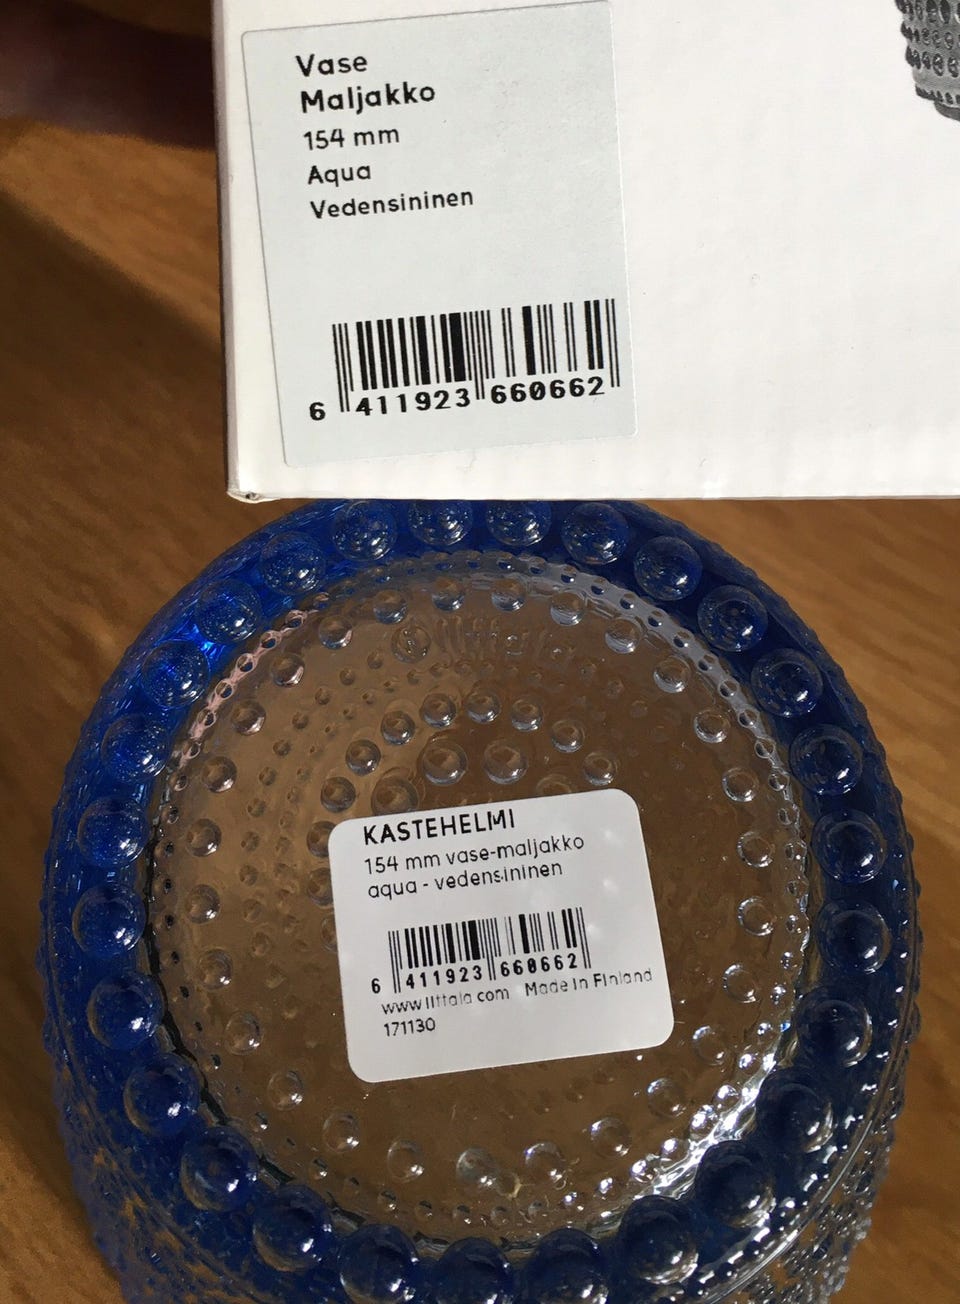 Vase
Maljakko
154 mm
Aqua
Vedensininen
6 411923 660662
iittala
KASTEHELMI
154 mm vase-maljakko
aqua - vedensininen
6 411923 660662
www.iittala.com Made in Finland
171130